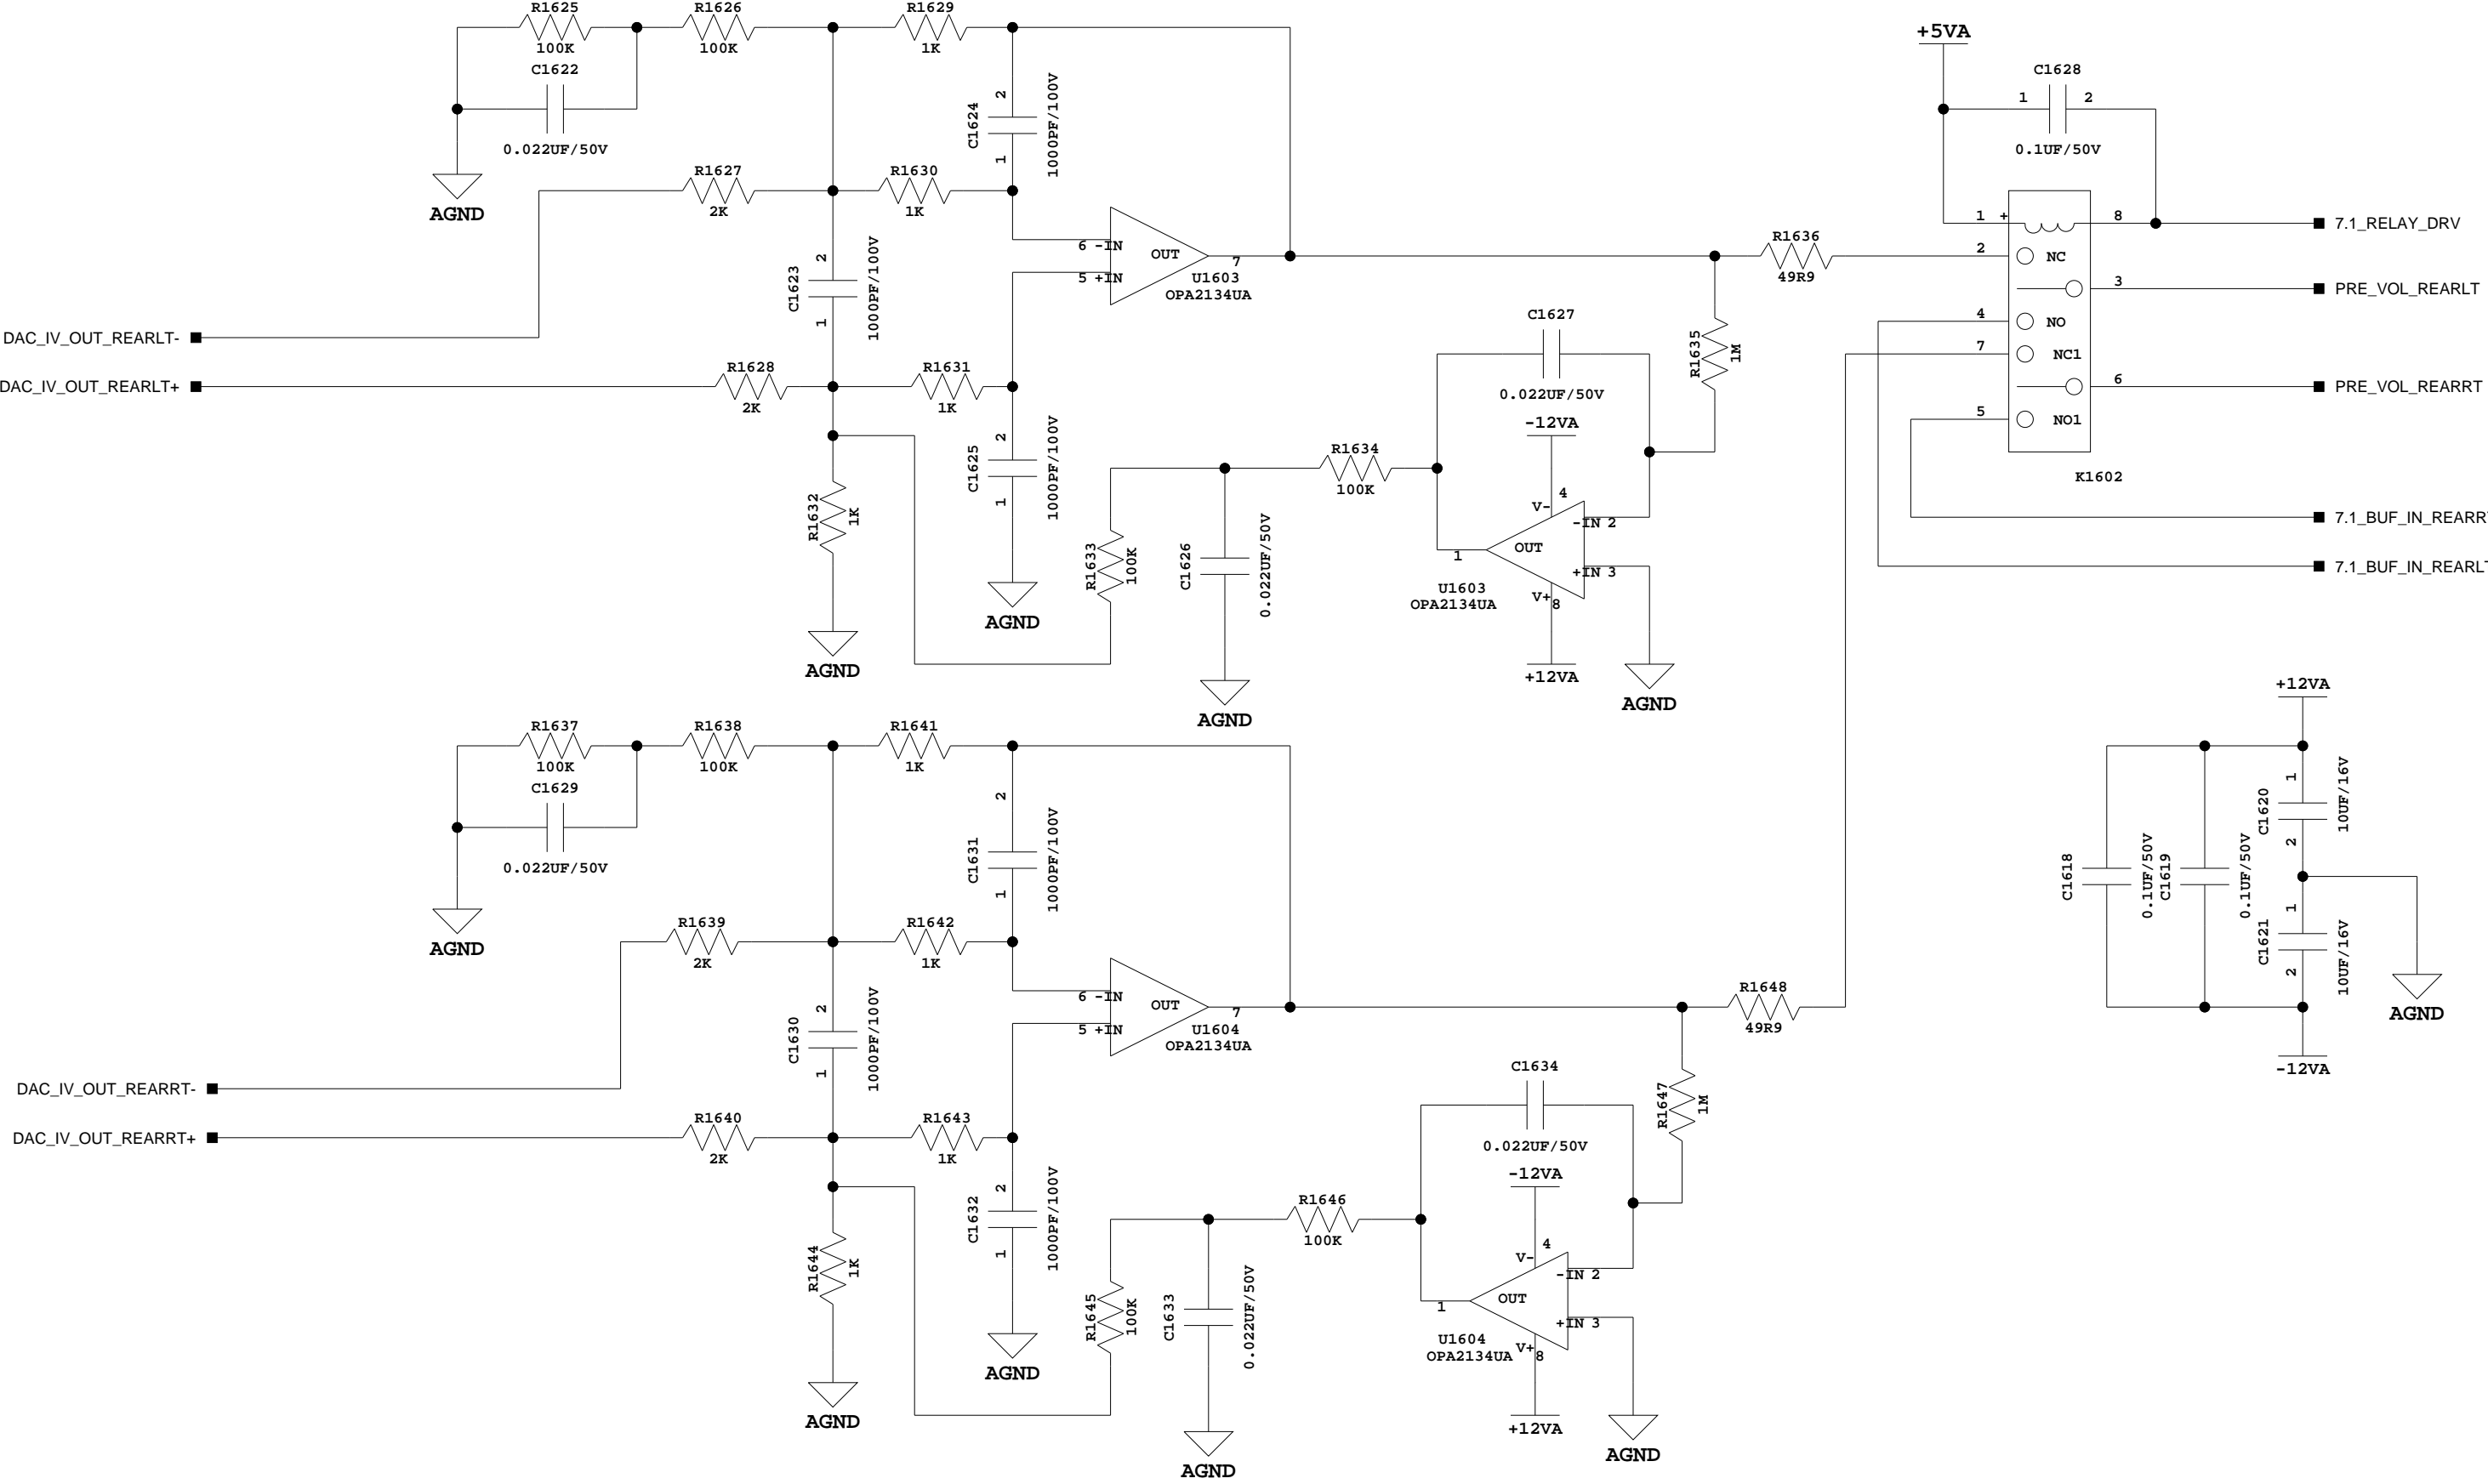 R1625
100K
C1622
0.022UF/50V
AGND
R1626
100K
R1629
1K
2
C1624
1000PF/100V
1
R1627
2K
R1630
1K
2
C1623
1000PF/100V
1
6 -IN
OUT
5 +IN
7
U1603
OPA2134UA
DAC_IV_OUT_REARLT-
DAC_IV_OUT_REARLT+
R1628
2K
R1631
1K
2
C1625
1000PF/100V
1
AGND
R1632
1K
AGND
R1633
100K
C1626
0.022UF/50V
AGND
R1634
100K
C1627
0.022UF/50V
-12VA
4
V-
-IN 2
OUT
1
+IN 3
U1603
OPA2134UA
V+
8
+12VA
AGND
R1635
1M
R1636
49R9
+5VA
C1628
1
2
0.1UF/50V
1 +
8
7.1_RELAY_DRV
2
NC
3
PRE_VOL_REARLT
4
NO
7
NC1
6
PRE_VOL_REARRT
5
NO1
K1602
7.1_BUF_IN_REARR
7.1_BUF_IN_REARLT
R1637
100K
C1629
0.022UF/50V
AGND
R1638
100K
R1641
1K
2
C1631
1000PF/100V
1
R1639
2K
R1642
1K
2
C1630
1000PF/100V
1
6 -IN
OUT
5 +IN
7
U1604
OPA2134UA
DAC_IV_OUT_REARRT-
DAC_IV_OUT_REARRT+
R1640
2K
R1643
1K
2
C1632
1000PF/100V
1
AGND
R1644
1K
AGND
R1645
100K
C1633
0.022UF/50V
AGND
R1646
100K
C1634
0.022UF/50V
-12VA
4
V-
-IN 2
OUT
1
+IN 3
U1604
OPA2134UA
V+
8
+12VA
AGND
R1647
1M
R1648
49R9
+12VA
1
C1620
10UF/16V
2
C1618
0.1UF/50V
C1619
0.1UF/50V
1
C1621
10UF/16V
2
AGND
-12VA